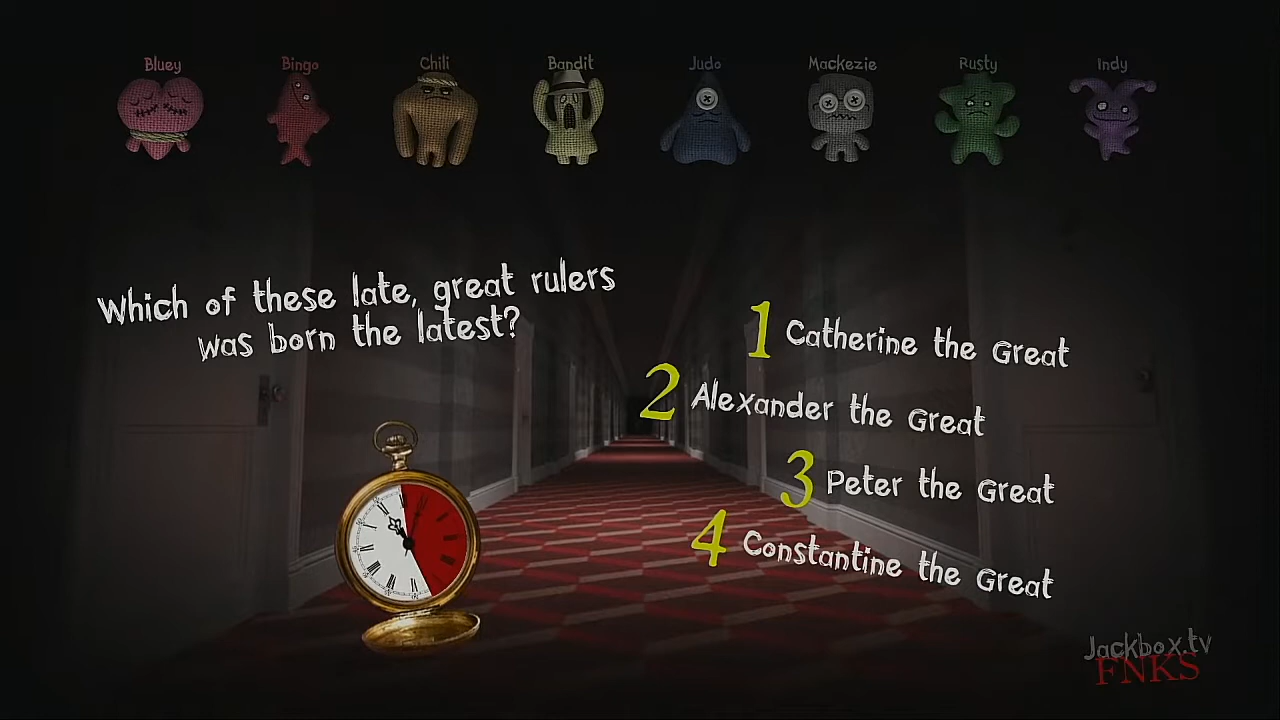 Bluey Bingo Chili Bandit Judo Mackezie Rusty Indy
Which of these late, great rulers
was born the latest?
1 Catherine the Great
2 Alexander the Great
3 Peter the Great
4 Constantine the Great
Jackbox.tv
FNKS